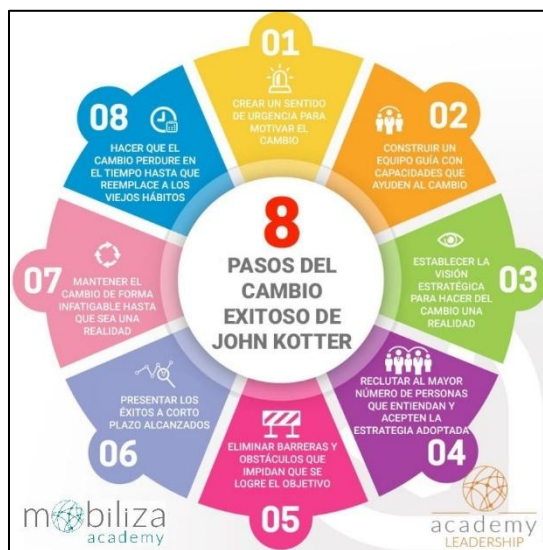 01
CREAR UN SENTIDO
DE URGENCIA PARA
MOTIVAR EL
CAMBIO
02
CONSTRUIR UN
EQUIPO GUÍA CON
CAPACIDADES QUE
AYUDEN AL CAMBIO
03
ESTABLECER LA
VISIÓN
ESTRATÉGICA
PARA HACER DEL
CAMBIO UNA
REALIDAD
04
RECLUTAR AL MAYOR
NÚMERO DE PERSONAS
QUE ENTIENDAN Y
ACEPTEN LA
ESTRATEGIA ADOPTADA
05
ELIMINAR BARRERAS Y
OBSTÁCULOS QUE
IMPIDAN QUE SE
LOGRE EL OBJETIVO
06
PRESENTAR LOS
ÉXITOS A CORTO
PLAZO ALCANZADOS
07
MANTENER EL
CAMBIO DE FORMA
INFATIGABLE HASTA
QUE SEA UNA
REALIDAD
08
HACER QUE EL
CAMBIO PERDURE EN
EL TIEMPO HASTA QUE
REEMPLACE A LOS
VIEJOS HÁBITOS
8
PASOS DEL
CAMBIO
EXITOSO DE
JOHN KOTTER
mobiliza
academy
academy
LEADERSHIP